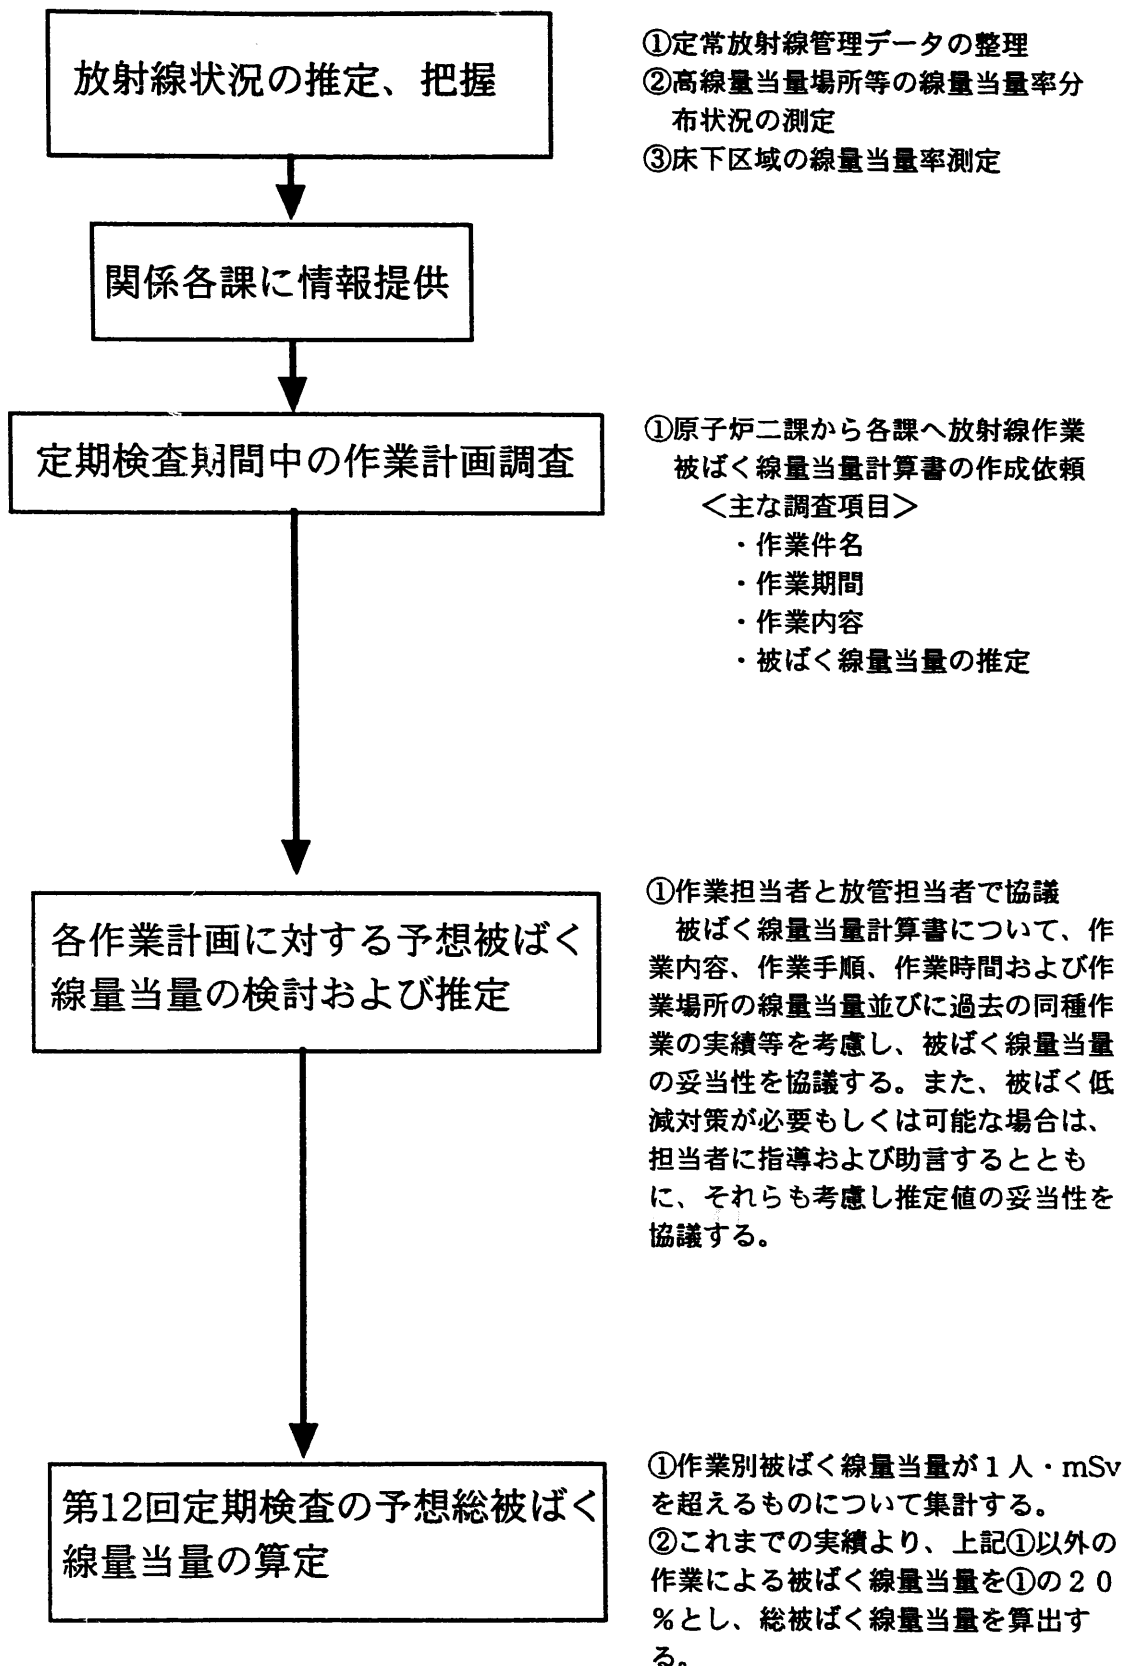 放射線状況の推定、把握
①定常放射線管理データの整理
②高線量当量場所等の線量当量率分
布状況の測定
③床下区域の線量当量率測定
関係各課に情報提供
定期検査期間中の作業計画調査
①原子炉二課から各課へ放射線作業
被ばく線量当量計算書の作成依頼
＜主な調査項目＞
・作業件名
・作業期間
・作業内容
・被ばく線量当量の推定
各作業計画に対する予想被ばく
線量当量の検討および推定
①作業担当者と放管担当者で協議
被ばく線量当量計算書について、作
業内容、作業手順、作業時間および作
業場所の線量当量並びに過去の同種作
業の実績等を考慮し、被ばく線量当量
の妥当性を協議する。また、被ばく低
減対策が必要もしくは可能な場合は、
担当者に指導および助言するととも
に、それらも考慮し推定値の妥当性を
協議する。
第12回定期検査の予想総被ばく
線量当量の算定
①作業別被ばく線量当量が１人・mSv
を超えるものについて集計する。
②これまでの実績より、上記①以外の
作業による被ばく線量当量を①の２０
％とし、総被ばく線量当量を算出す
る。